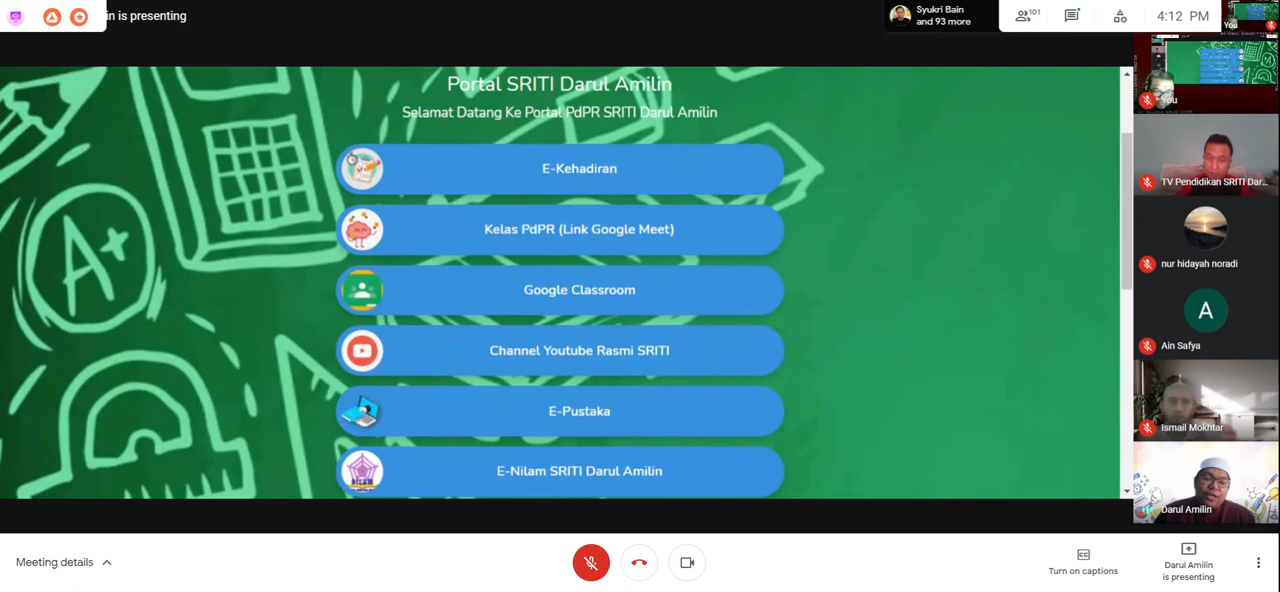 in is presenting
Syukri Bain
and 93 more
101
4:12 PM
You
Portal SRITI Darul Amilin
Selamat Datang Ke Portal PdPR SRITI Darul Amilin
E-Kehadiran
Kelas PdPR (Link Google Meet)
Google Classroom
Channel Youtube Rasmi SRITI
E-Pustaka
E-Nilam SRITI Darul Amilin
A+
You
TV Pendidikan SRITI Dar...
nur hidayah noradi
A
Ain Safya
Ismail Mokhtar
Darul Amilin
Meeting details
CC
Turn on captions
Darul Amilin
is presenting